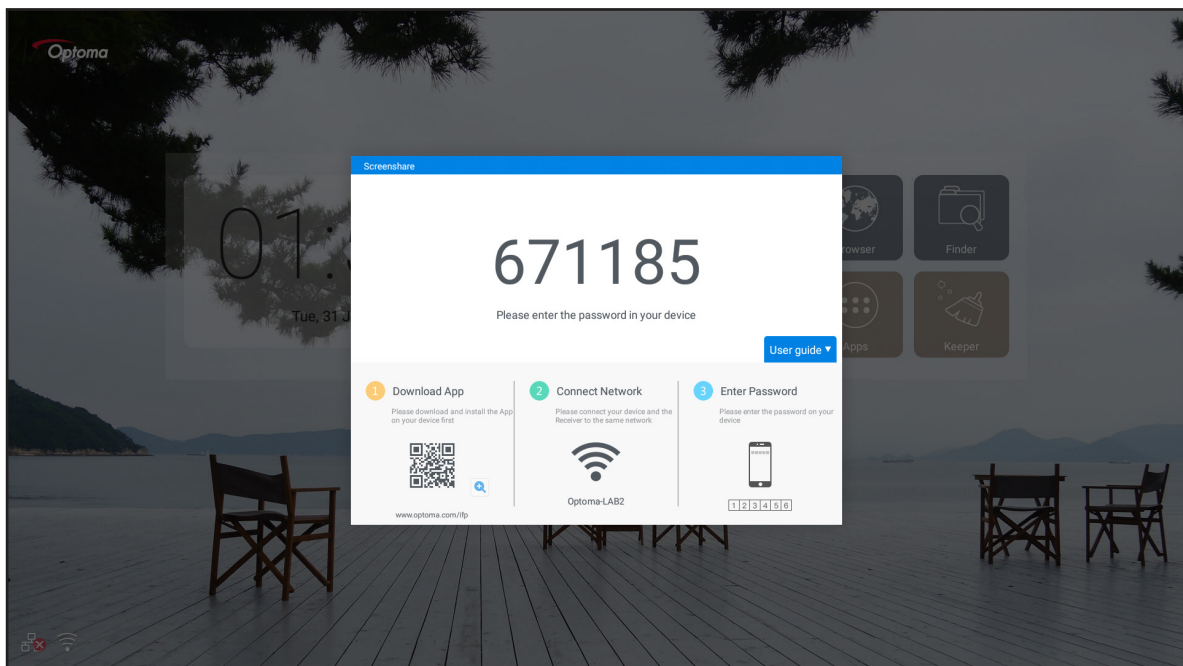 Optoma
Screenshare
01:
Tue, 31 J
671185
Please enter the password in your device
User guide
rowser
Finder
Apps
Keeper
1 Download App
Please download and install the App
on your device first
www.optoma.com/ifp
2 Connect Network
Please connect your device and the
Receiver to the same network
Optoma-LAB2
3 Enter Password
Please enter the password on your
device
1 2 3 4 5 6